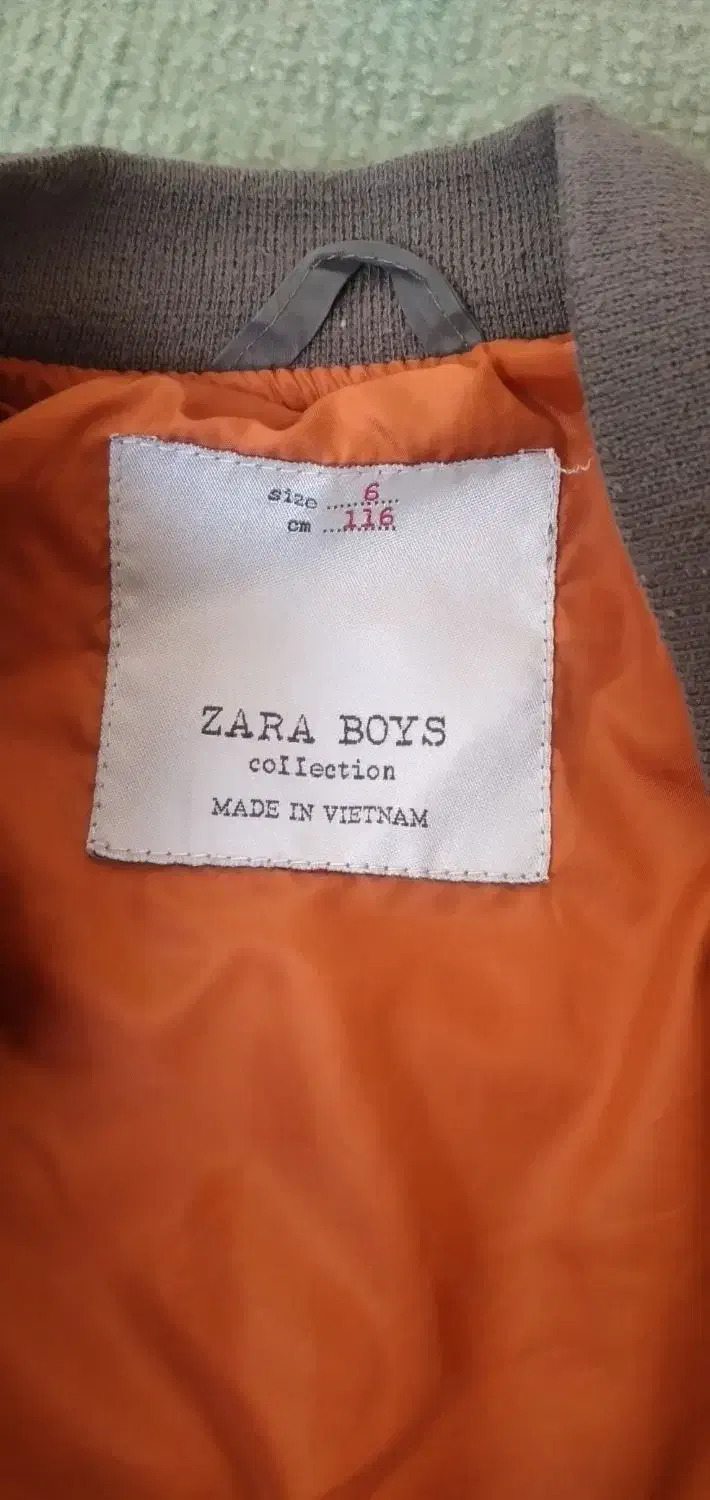 size ......6...
cm ...116
ZARA BOYS
collection
MADE IN VIETNAM